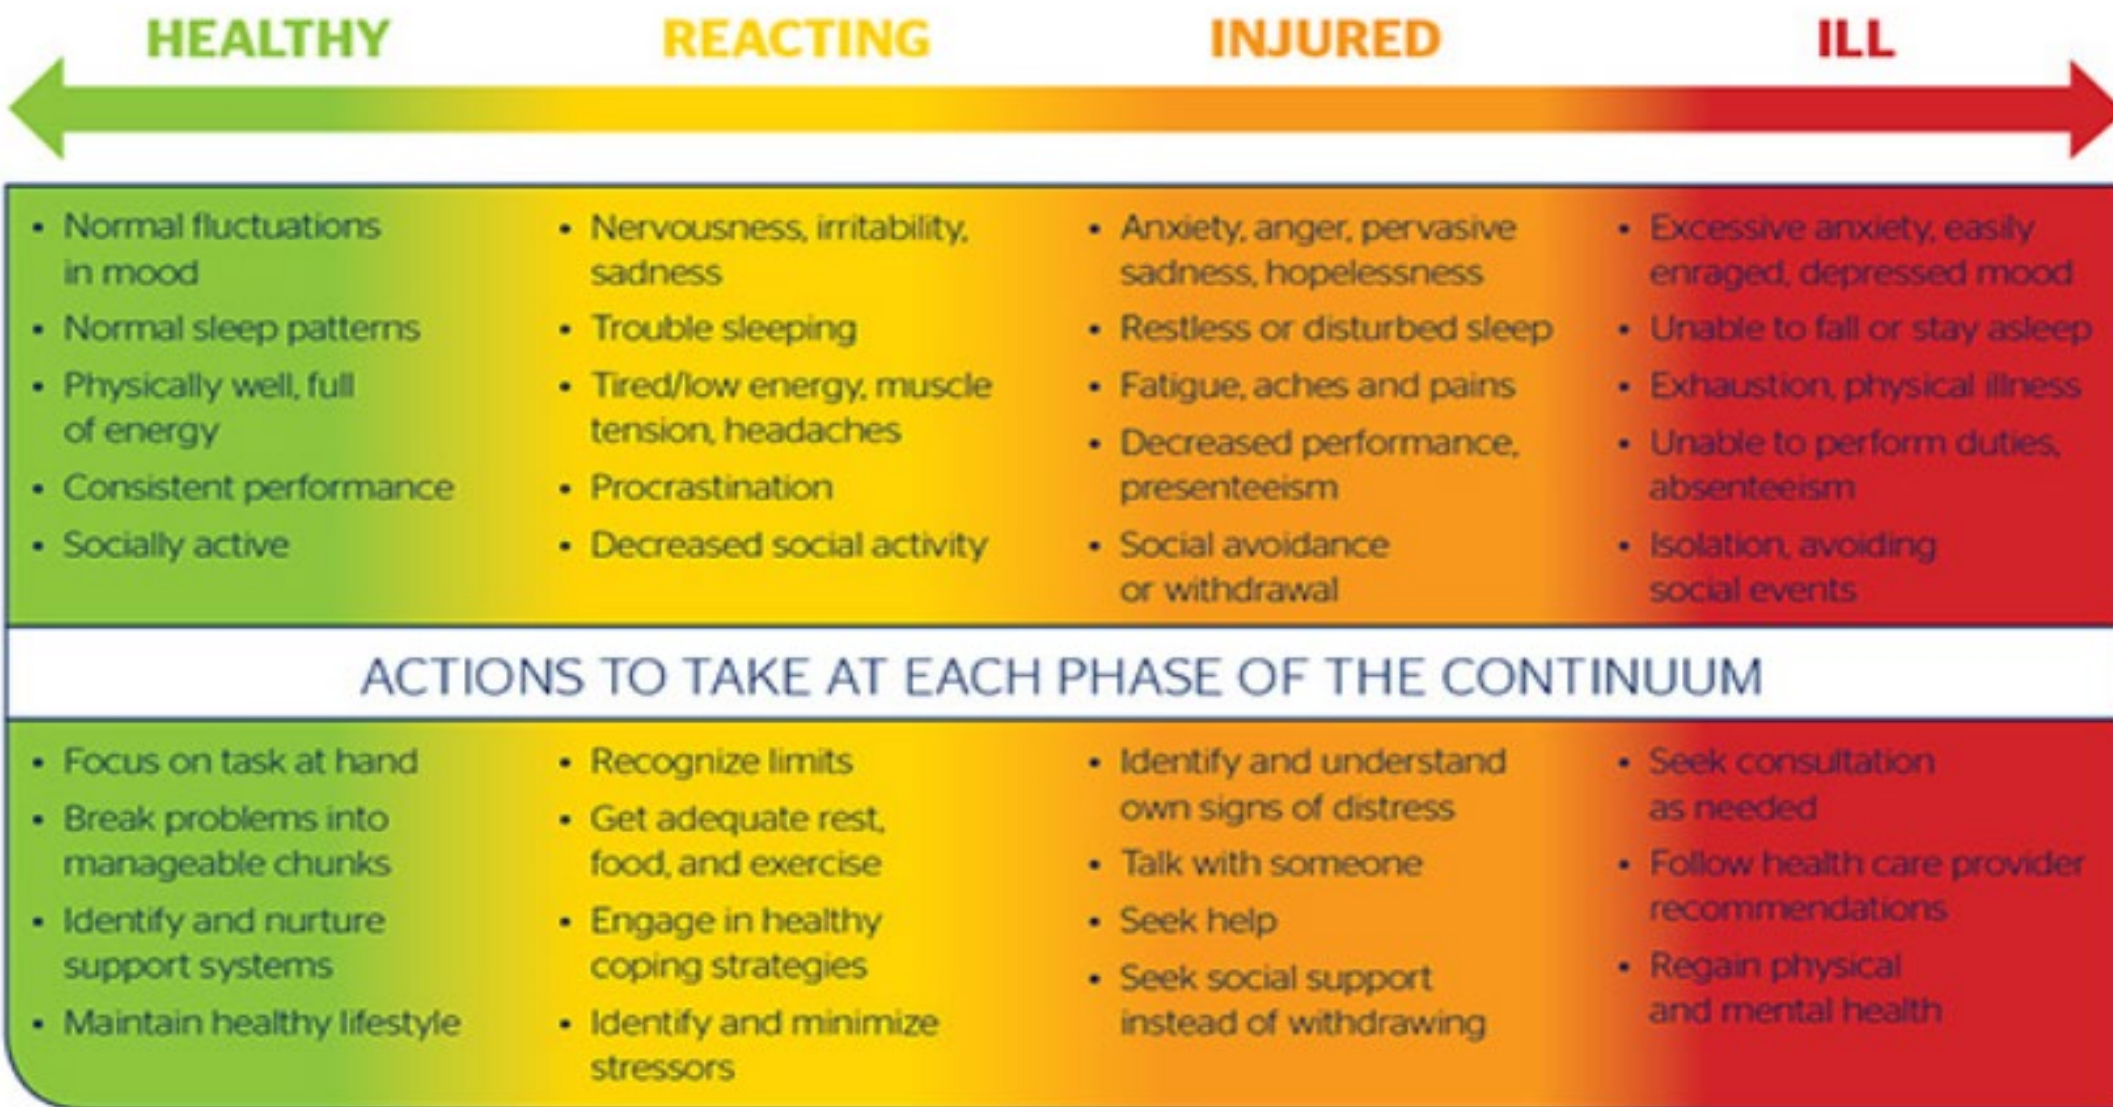 HEALTHY
REACTING
INJURED
ILL
• Normal fluctuations
in mood
• Normal sleep patterns
• Physically well, full
of energy
• Consistent performance
• Socially active
• Nervousness, irritability,
sadness
• Trouble sleeping
• Tired/low energy, muscle
tension, headaches
• Procrastination
• Decreased social activity
• Anxiety, anger, pervasive
sadness, hopelessness
• Restless or disturbed sleep
• Fatigue, aches and pains
• Decreased performance,
presenteeism
• Social avoidance
or withdrawal
• Excessive anxiety, easily
enraged, depressed mood
• Unable to fall or stay asleep
• Exhaustion, physical illness
• Unable to perform duties,
absenteeism
• Isolation, avoiding
social events
ACTIONS TO TAKE AT EACH PHASE OF THE CONTINUUM
• Focus on task at hand
• Break problems into
manageable chunks
• Identify and nurture
support systems
• Maintain healthy lifestyle
• Recognize limits
• Get adequate rest,
food, and exercise
• Engage in healthy
coping strategies
• Identify and minimize
stressors
• Identify and understand
own signs of distress
• Talk with someone
• Seek help
• Seek social support
instead of withdrawing
• Seek consultation
as needed
• Follow health care provider
recommendations
• Regain physical
and mental health